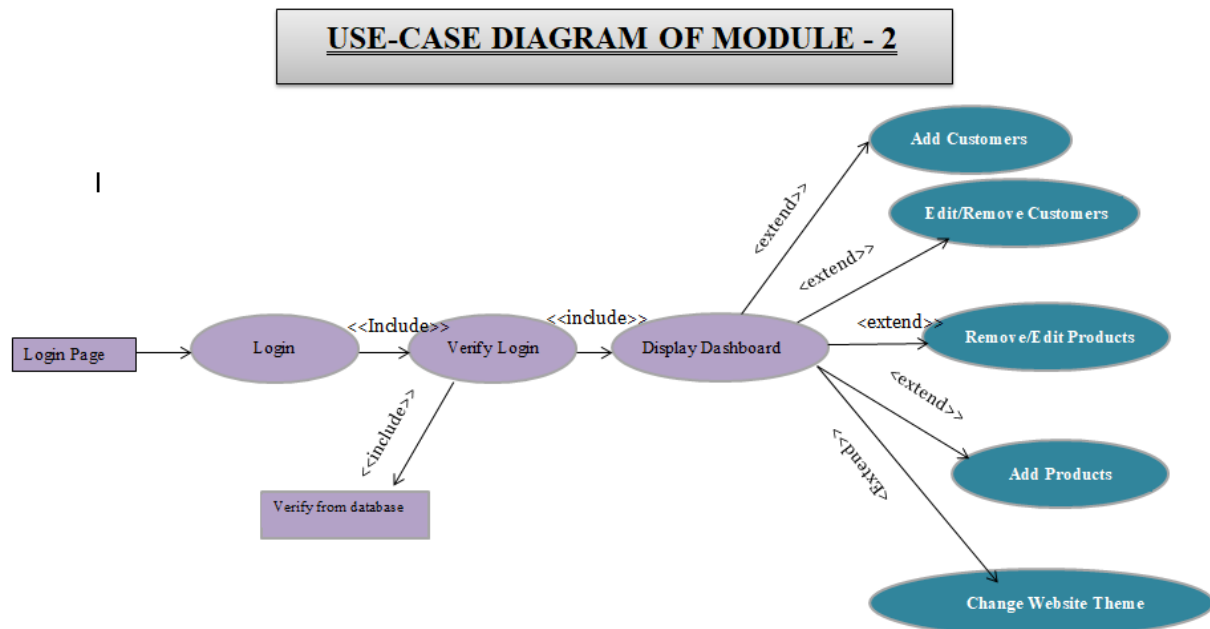 USE-CASE DIAGRAM OF MODULE - 2
Add Customers
<extend>>
Edit/Remove Customers
<extend>>
<<Include>>
<<include>>
<extend>>
Login Page
Login
Verify Login
Display Dashboard
Remove/Edit Products
<extend>>
<<include>>
<Extend>>
Add Products
Verify from database
Change Website Theme